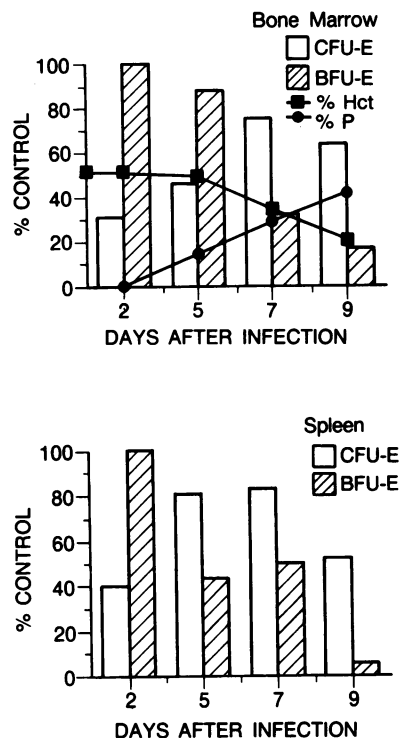 Bone Marrow
CFU-E
BFU-E
% Hct
% P
100
80
60
40
20
0
% CONTROL
2 5 7 9
DAYS AFTER INFECTION
Spleen
CFU-E
BFU-E
100
80
60
40
20
0
% CONTROL
2 5 7 9
DAYS AFTER INFECTION